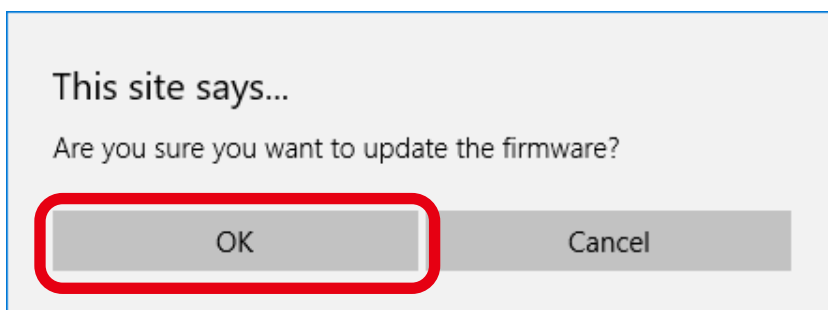 This site says...
Are you sure you want to update the firmware?
OK Cancel